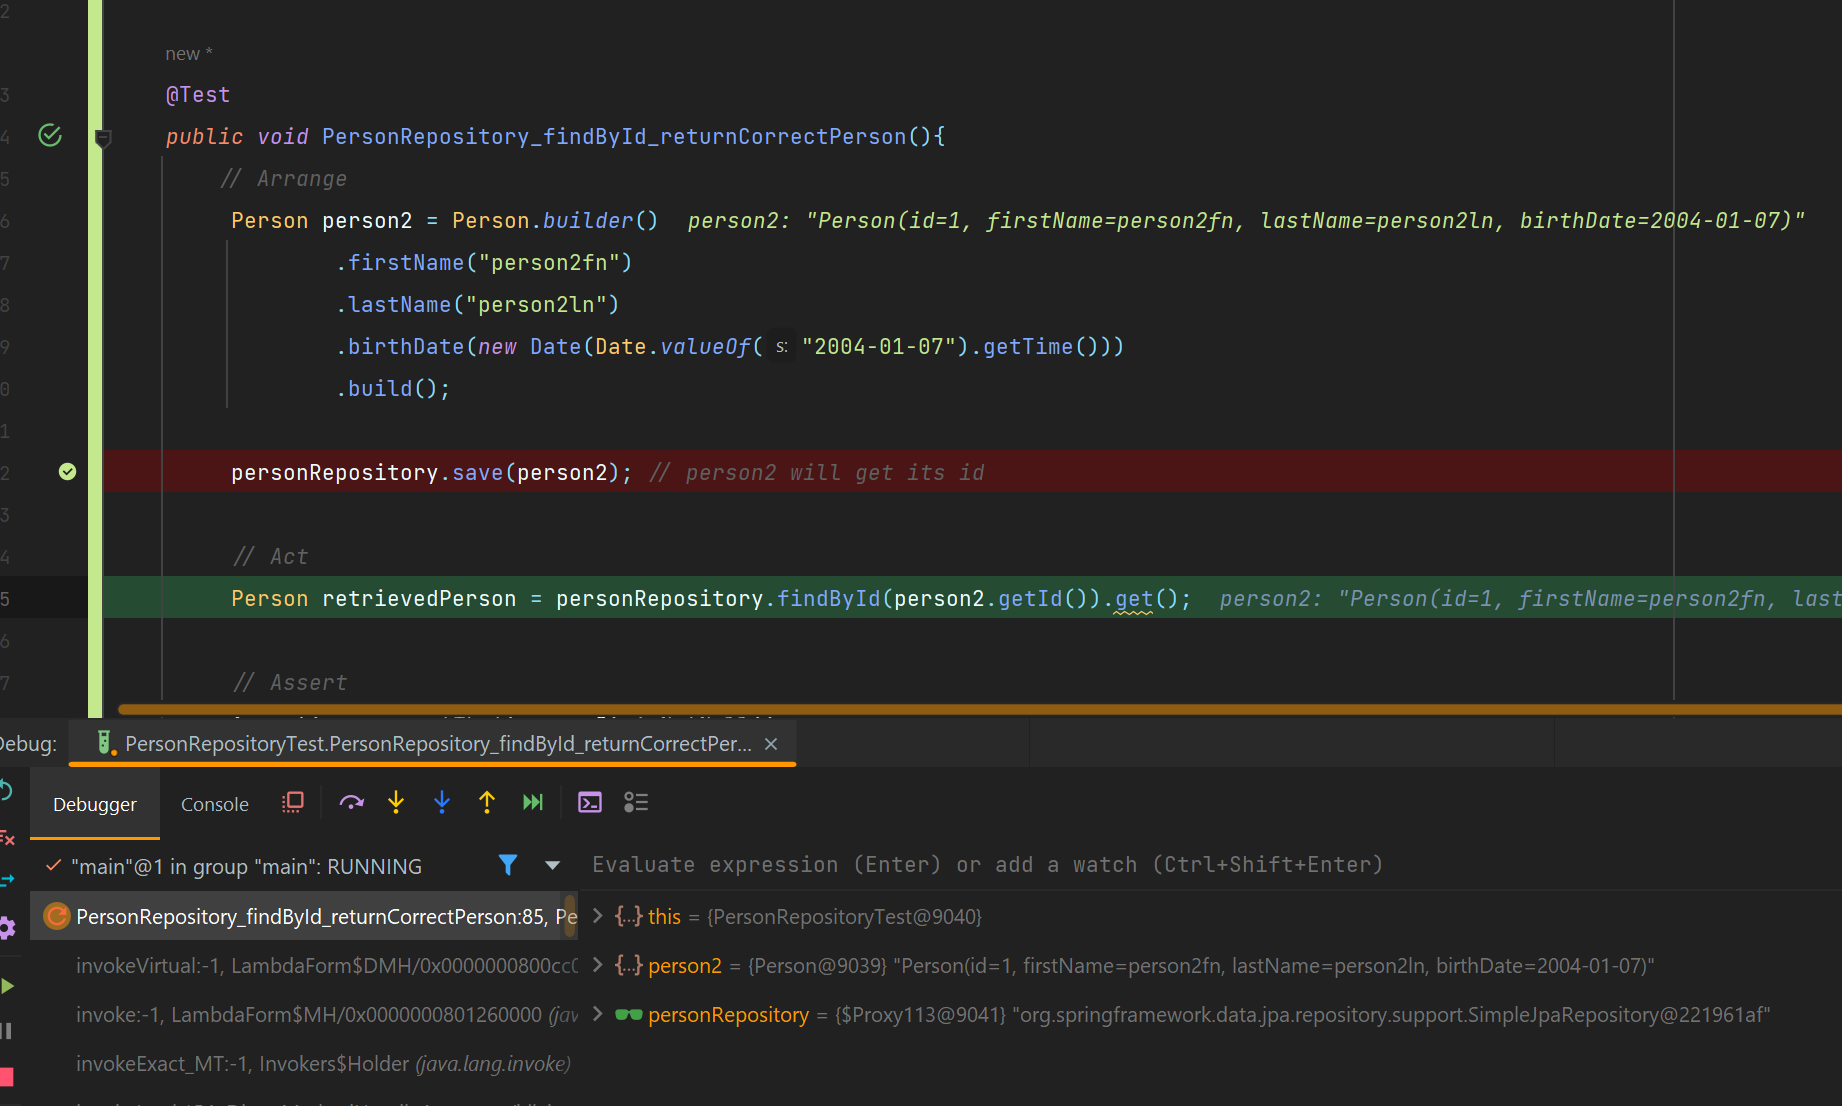 2
new *
3 @Test
4 public void PersonRepository_findById_returnCorrectPerson(){
5 // Arrange
6 Person person2 = Person.builder() person2: "Person(id=1, firstName=person2fn, lastName=person2ln, birthDate=2004-01-07)"
7 .firstName("person2fn")
8 .lastName("person2ln")
9 .birthDate(new Date(Date.valueOf( s: "2004-01-07").getTime()))
0 .build();
1
2 personRepository.save(person2); // person2 will get its id
3
4 // Act
5 Person retrievedPerson = personRepository.findById(person2.getId()).get(); person2: "Person(id=1, firstName=person2fn, last
6
7 // Assert
Debug: PersonRepositoryTest.PersonRepository_findById_returnCorrectPer... ×
Debugger Console
"main"@1 in group "main": RUNNING
Evaluate expression (Enter) or add a watch (Ctrl+Shift+Enter)
PersonRepository_findById_returnCorrectPerson:85, Pe
this = {PersonRepositoryTest@9040}
invokeVirtual:-1, LambdaForm$DMH/0x0000000800cc0
person2 = {Person@9039} "Person(id=1, firstName=person2fn, lastName=person2ln, birthDate=2004-01-07)"
invoke:-1, LambdaForm$MH/0x0000000801260000 (jav
personRepository = {$Proxy113@9041} "org.springframework.data.jpa.repository.support.SimpleJpaRepository@221961af"
invokeExact_MT:-1, Invokers$Holder (java.lang.invoke)